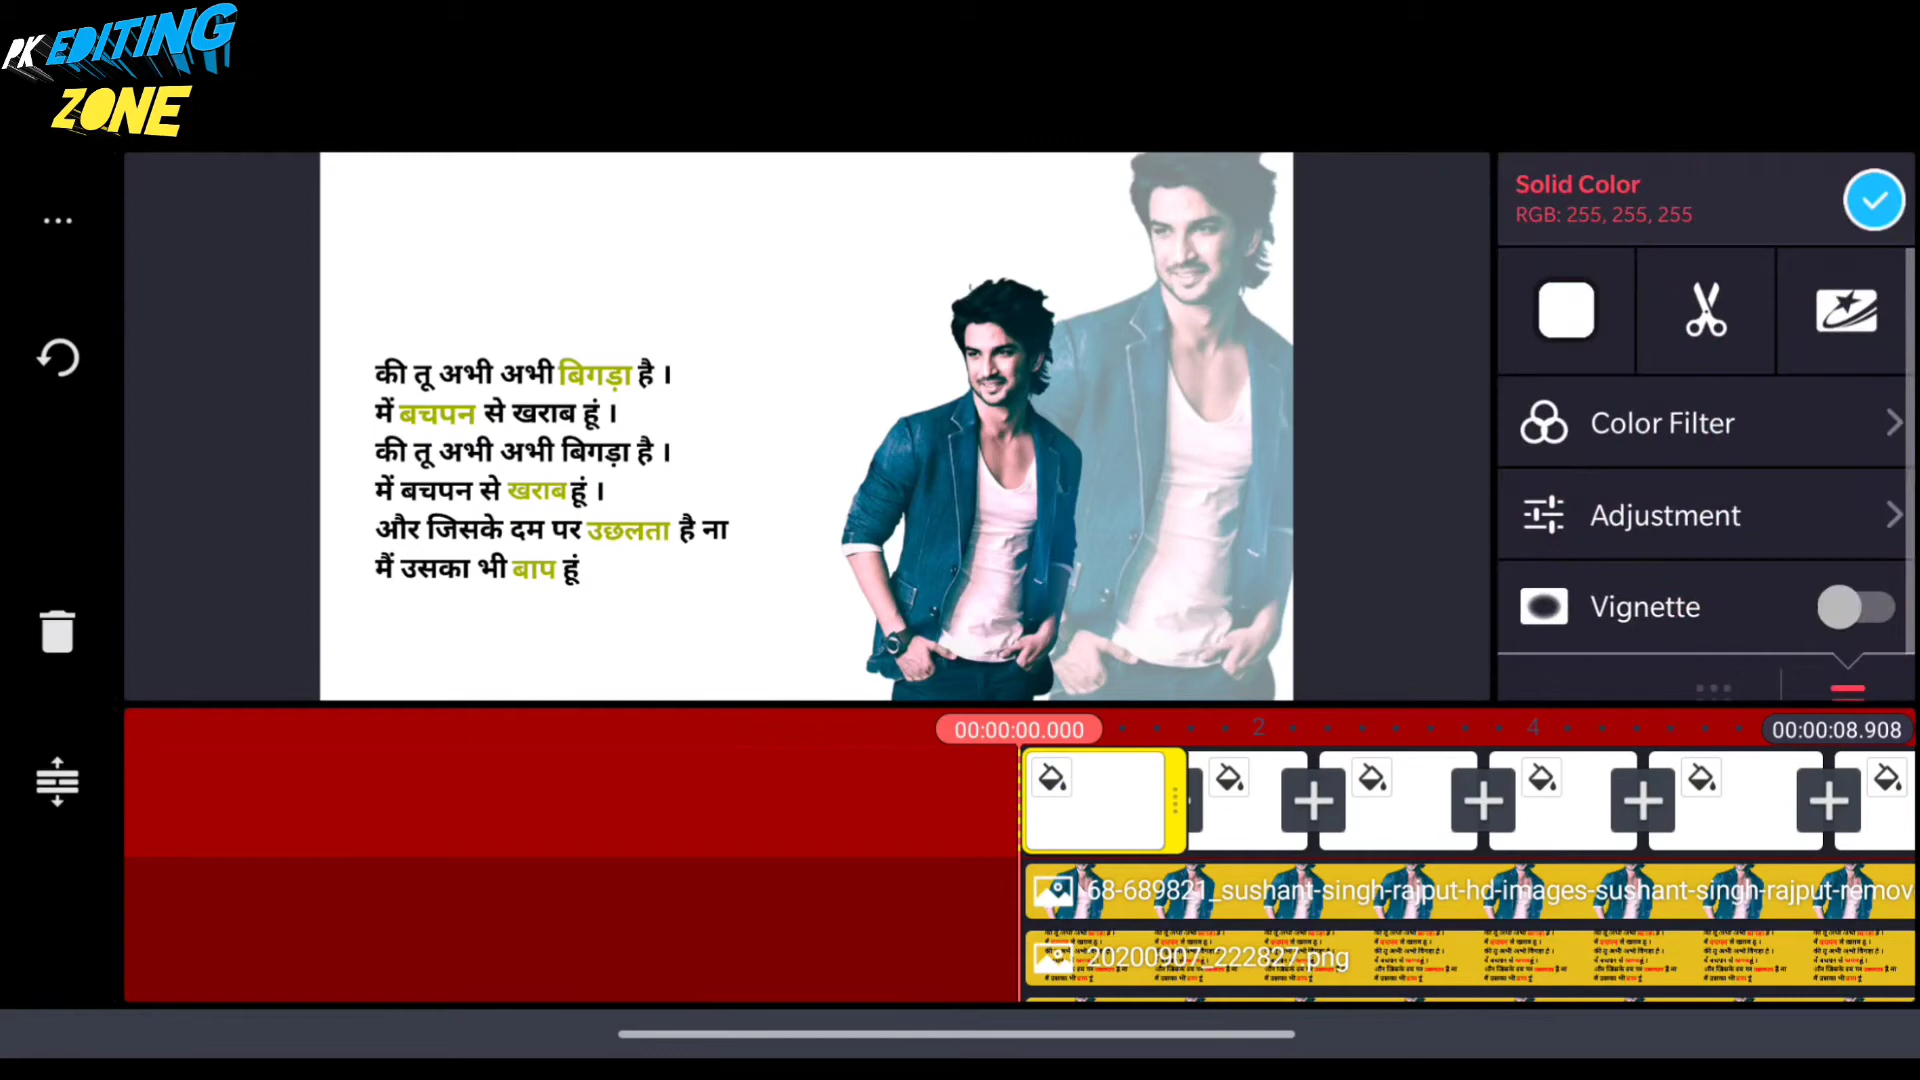 PK EDITING
ZONE
Solid Color
RGB: 255, 255, 255
की तू अभी अभी बिगड़ा है ।
में बचपन से खराब हूं ।
की तू अभी अभी बिगड़ा है ।
में बचपन से खराब हूं ।
और जिसके दम पर उछलता है ना
मैं उसका भी बाप हूं
Color Filter
Adjustment
Vignette
00:00:00.000
2
4
00:00:08.908
68-689821_sushant-singh-rajput-hd-images-sushant-singh-rajput-remov
20200907_222827.png